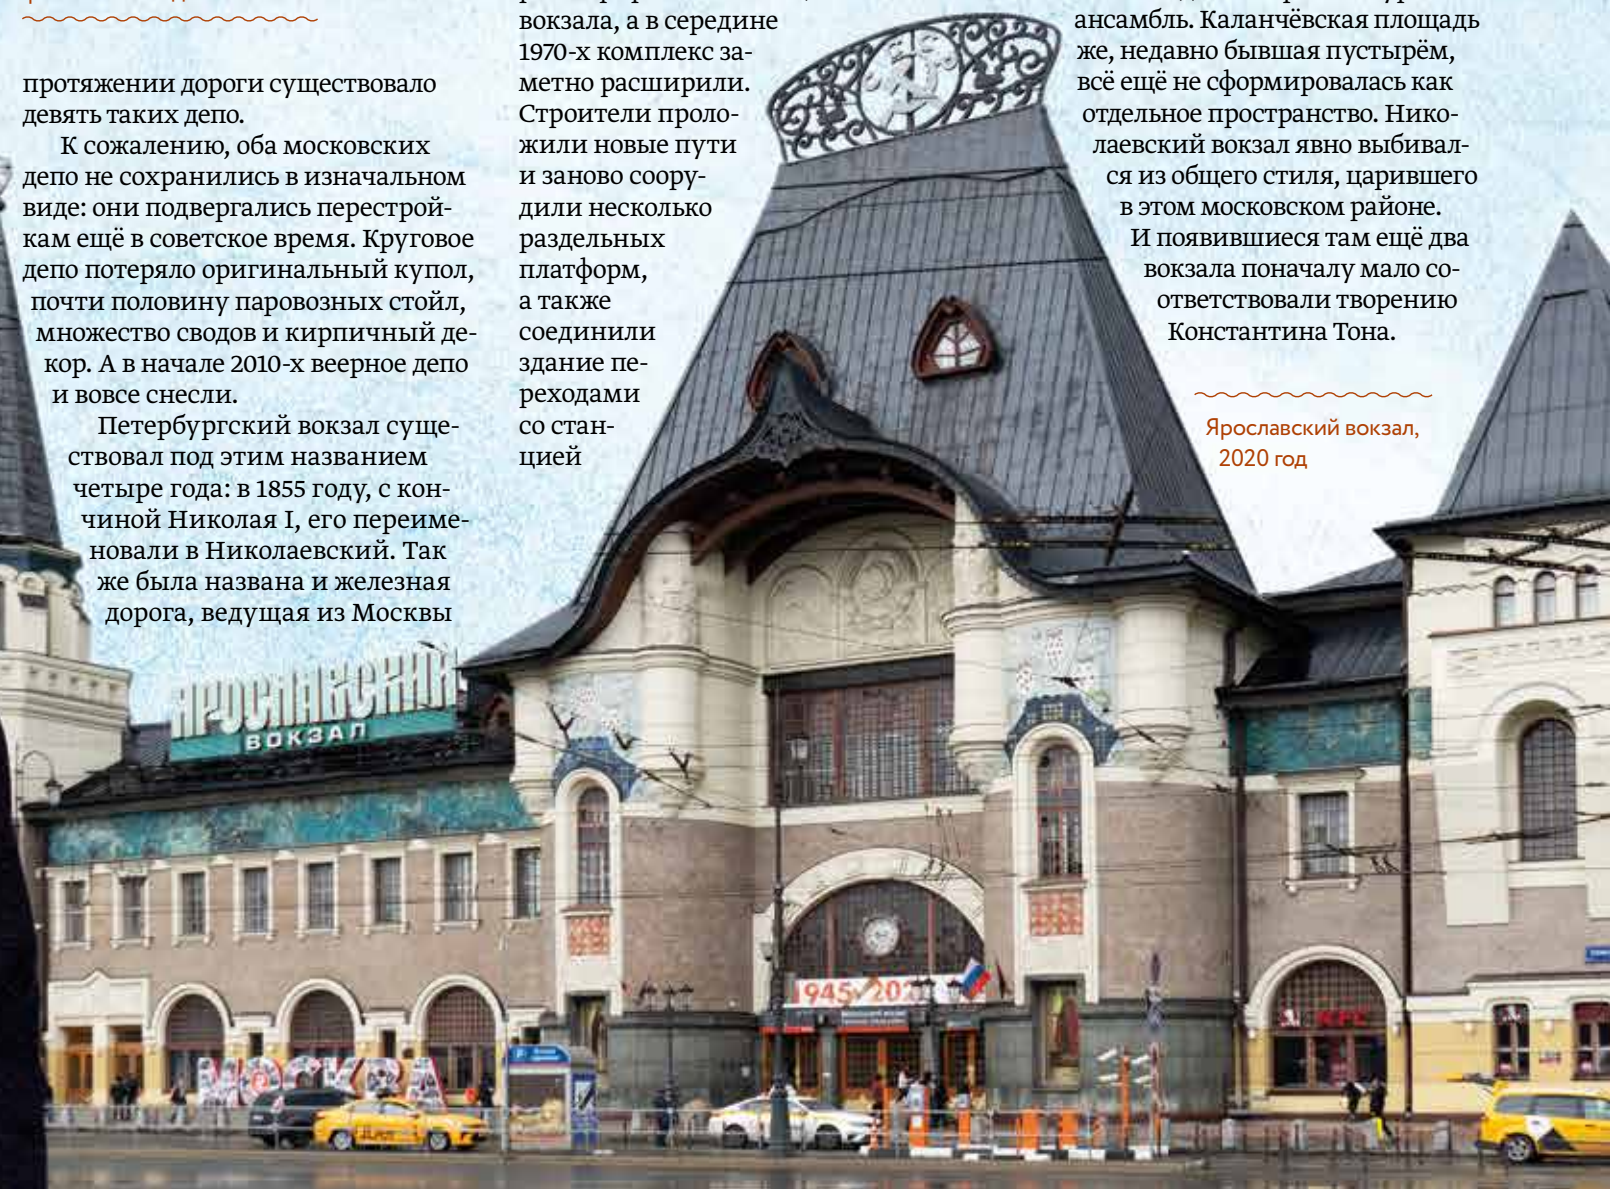 протяжении дороги существовало
девять таких депо.
К сожалению, оба московских
депо не сохранились в изначальном
виде: они подвергались перестрой-
кам ещё в советское время. Круговое
депо потеряло оригинальный купол,
почти половину паровозных стойл,
множество сводов и кирпичный де-
кор. А в начале 2010-х веерное депо
и вовсе снесли.
Петербургский вокзал суще-
ствовал под этим названием
четыре года: в 1855 году, с кон-
чиной Николая I, его переиме-
новали в Николаевский. Так
же была названа и железная
дорога, ведущая из Москвы
вокзала, а в середине
1970-х комплекс за-
метно расширили.
Строители проло-
жили новые пути
и заново соору-
дили несколько
раздельных
платформ,
а также
соединили
здание пе-
реходами
со стан-
цией
ансамбль. Каланчёвская площадь
же, недавно бывшая пустырём,
всё ещё не сформировалась как
отдельное пространство. Нико-
лаевский вокзал явно выбивал-
ся из общего стиля, царившего
в этом московском районе.
И появившиеся там ещё два
вокзала поначалу мало со-
ответствовали творению
Константина Тона.
Ярославский вокзал,
2020 год
ЯРОСЛАВСКИЙ
ВОКЗАЛ
1945
KFC
МОСКВА